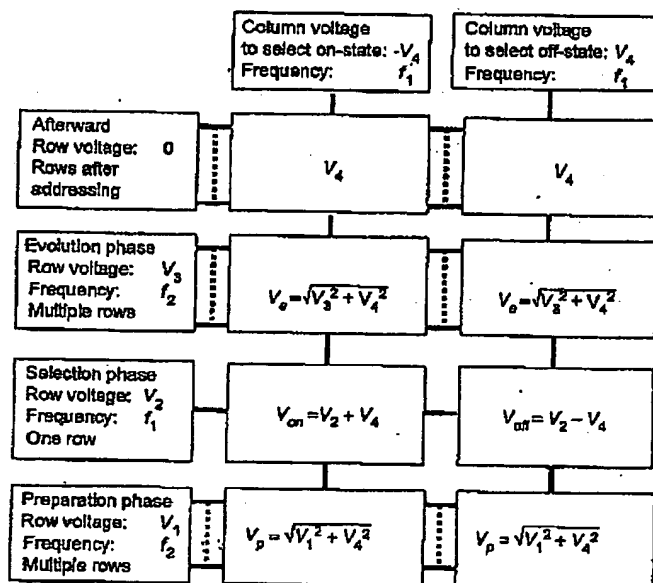 Column voltage
to select on-state: -V₄
Frequency: f₁
Column voltage
to select off-state: V₄
Frequency: f₁
Afterward
Row voltage: 0
Rows after
addressing
V₄
V₄
Evolution phase
Row voltage: V₃
Frequency: f₂
Multiple rows
Vₑ=√V₃² + V₄²
Vₑ=√V₃² + V₄²
Selection phase
Row voltage: V₂
Frequency: f₁
One row
Vₒₙ=V₂ + V₄
V_off= V₂ − V₄
Preparation phase
Row voltage: V₁
Frequency: f₂
Multiple rows
Vₚ=√V₁² + V₄²
Vₚ=√V₁² + V₄²